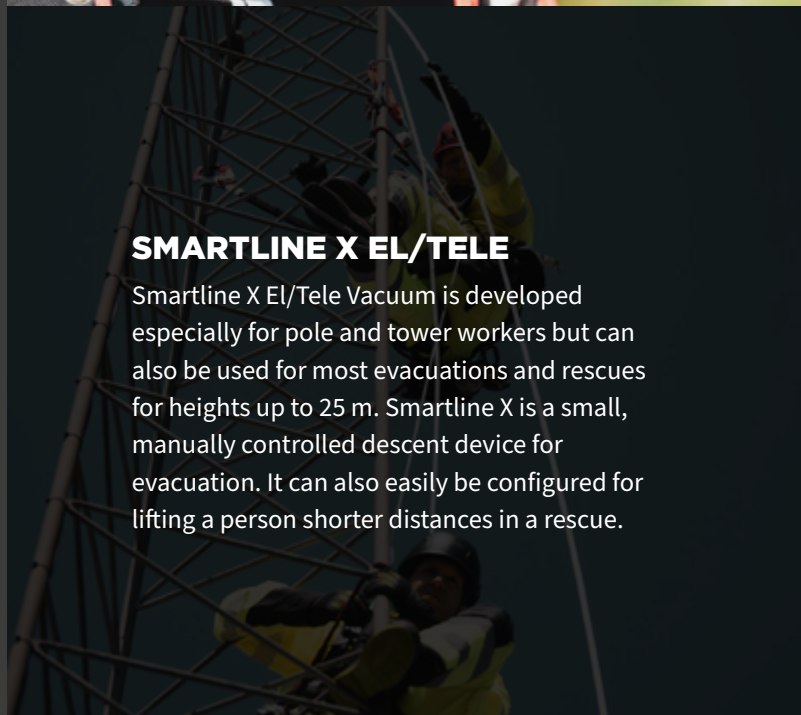 SMARTLINE X EL/TELE
Smartline X El/Tele Vacuum is developed
especially for pole and tower workers but can
also be used for most evacuations and rescues
for heights up to 25 m. Smartline X is a small,
manually controlled descent device for
evacuation. It can also easily be configured for
lifting a person shorter distances in a rescue.